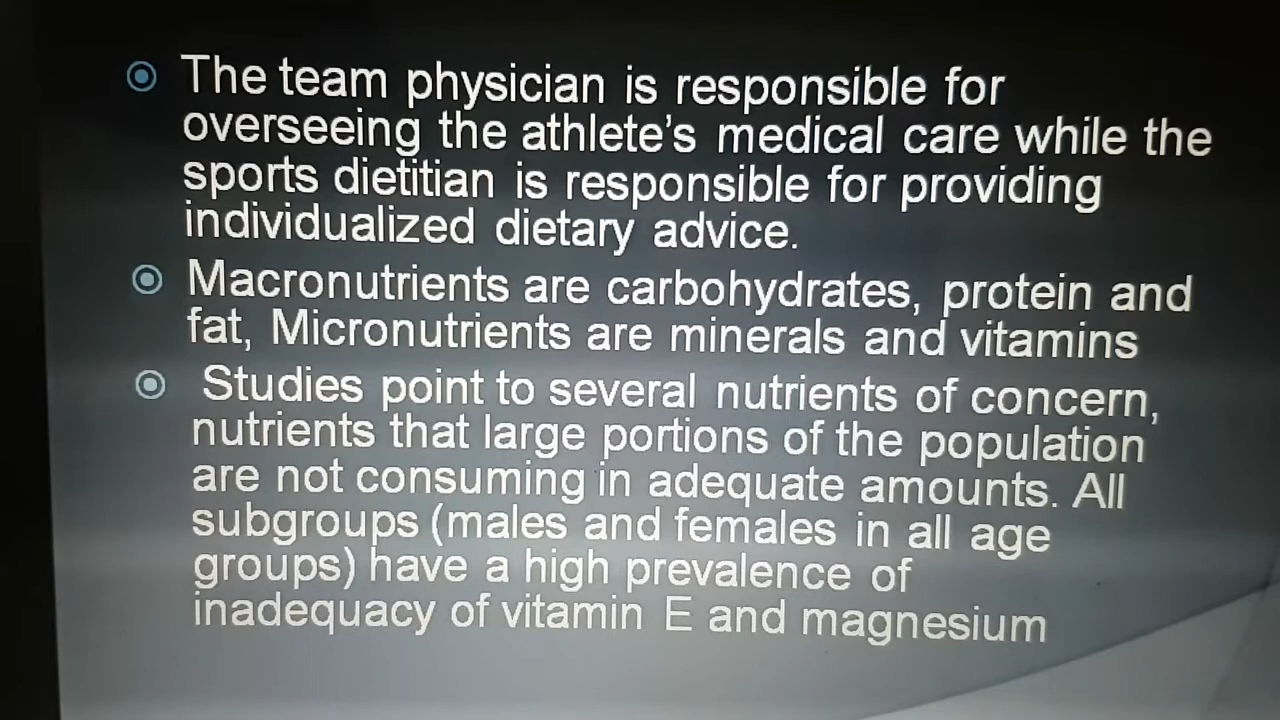 The team physician is responsible for
overseeing the athlete's medical care while the
sports dietitian is responsible for providing
individualized dietary advice.
Macronutrients are carbohydrates, protein and
fat, Micronutrients are minerals and vitamins
Studies point to several nutrients of concern,
nutrients that large portions of the population
are not consuming in adequate amounts. All
subgroups (males and females in all age
groups) have a high prevalence of
inadequacy of vitamin E and magnesium